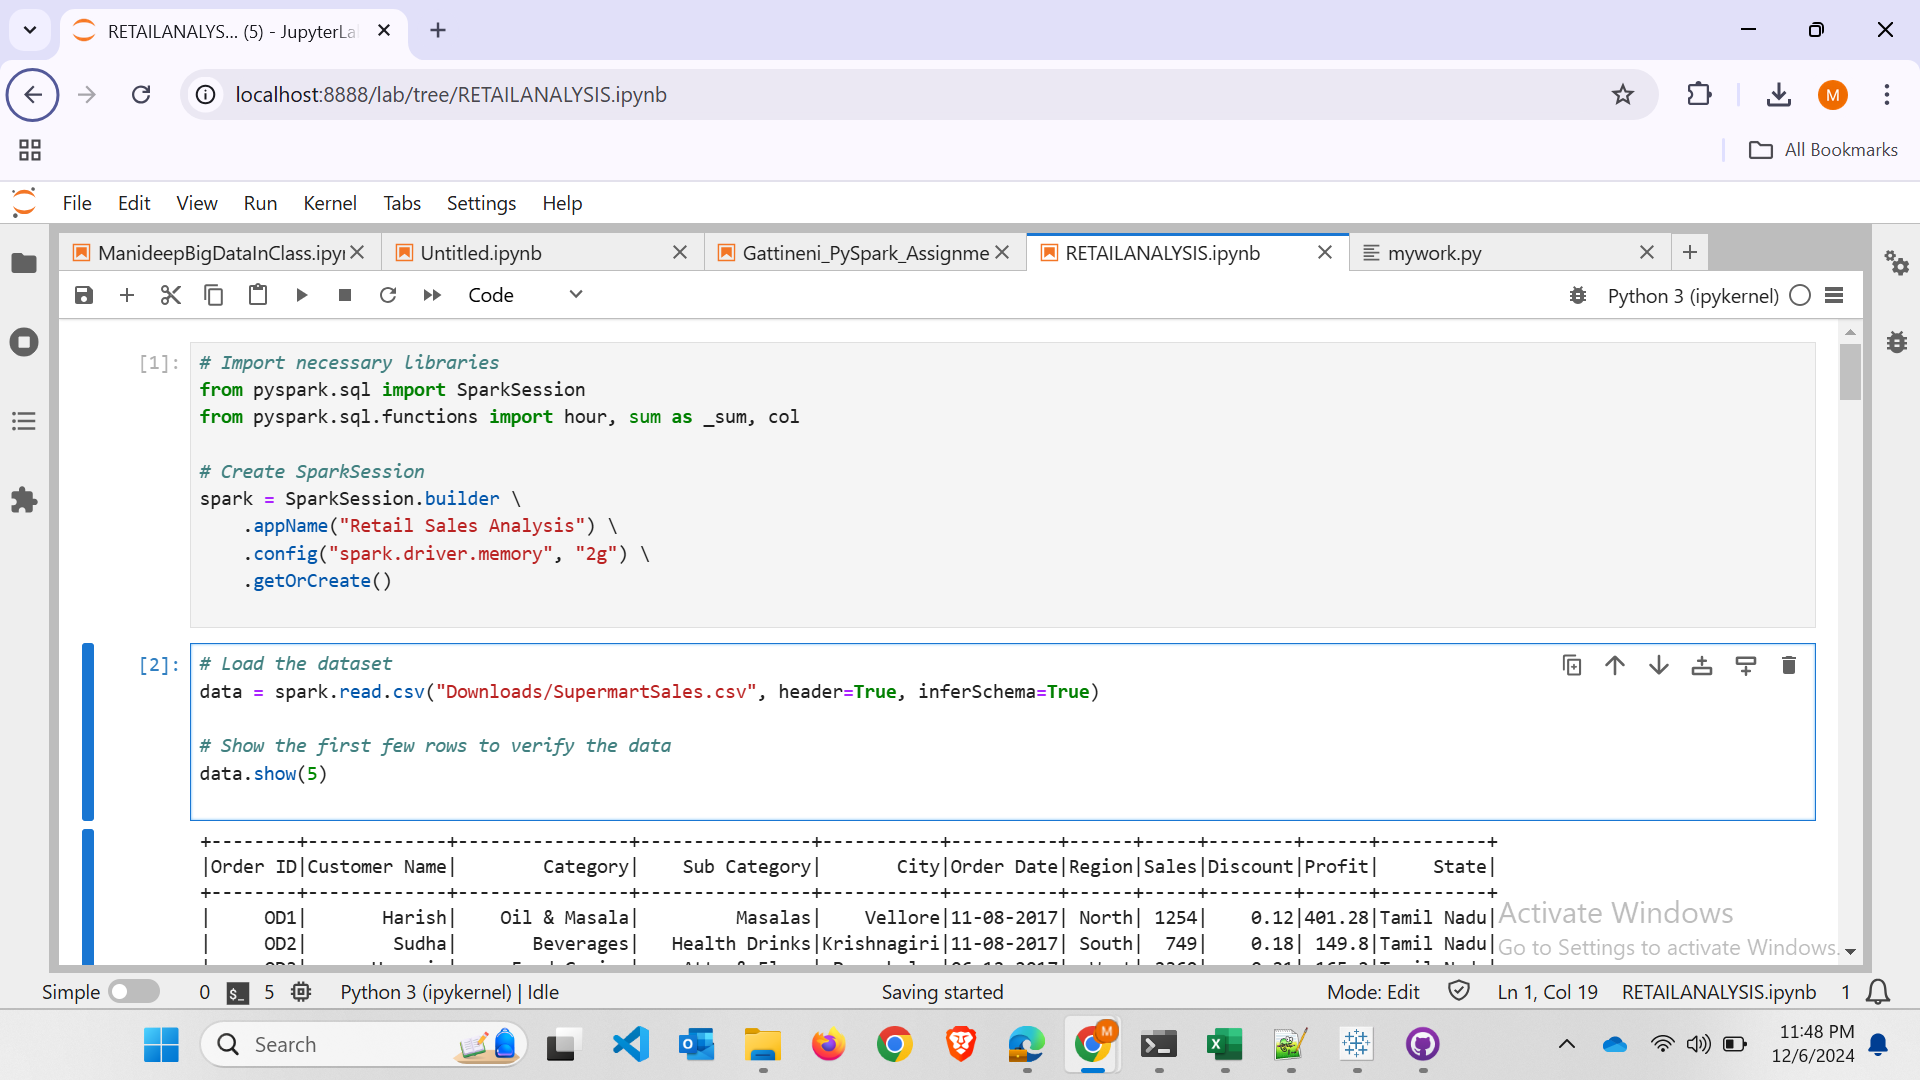 RETAILANALYS... (5) - JupyterLa
localhost:8888/lab/tree/RETAILANALYSIS.ipynb
M
All Bookmarks
File Edit View Run Kernel Tabs Settings Help
ManideepBigDataInClass.ipyn Untitled.ipynb Gattineni_PySpark_Assignme RETAILANALYSIS.ipynb mywork.py
Code Python 3 (ipykernel)
[1]: # Import necessary libraries
from pyspark.sql import SparkSession
from pyspark.sql.functions import hour, sum as _sum, col
# Create SparkSession
spark = SparkSession.builder \
.appName("Retail Sales Analysis") \
.config("spark.driver.memory", "2g") \
.getOrCreate()
[2]: # Load the dataset
data = spark.read.csv("Downloads/SupermartSales.csv", header=True, inferSchema=True)
# Show the first few rows to verify the data
data.show(5)
+--------+-------------+----------------+----------------+-----------+----------+------+-----+--------+------+----------+
|Order ID|Customer Name|        Category|    Sub Category|       City|Order Date|Region|Sales|Discount|Profit|     State|
+--------+-------------+----------------+----------------+-----------+----------+------+-----+--------+------+----------+
|     OD1|       Harish|    Oil & Masala|         Masalas|    Vellore|11-08-2017| North| 1254|    0.12|401.28|Tamil Nadu|
|     OD2|        Sudha|       Beverages|   Health Drinks|Krishnagiri|11-08-2017| South|  749|    0.18| 149.8|Tamil Nadu|
Activate Windows
Go to Settings to activate Windows.
Simple 0 $_ 5 Python 3 (ipykernel) | Idle Saving started Mode: Edit Ln 1, Col 19 RETAILANALYSIS.ipynb 1
Search
M
11:48 PM
12/6/2024